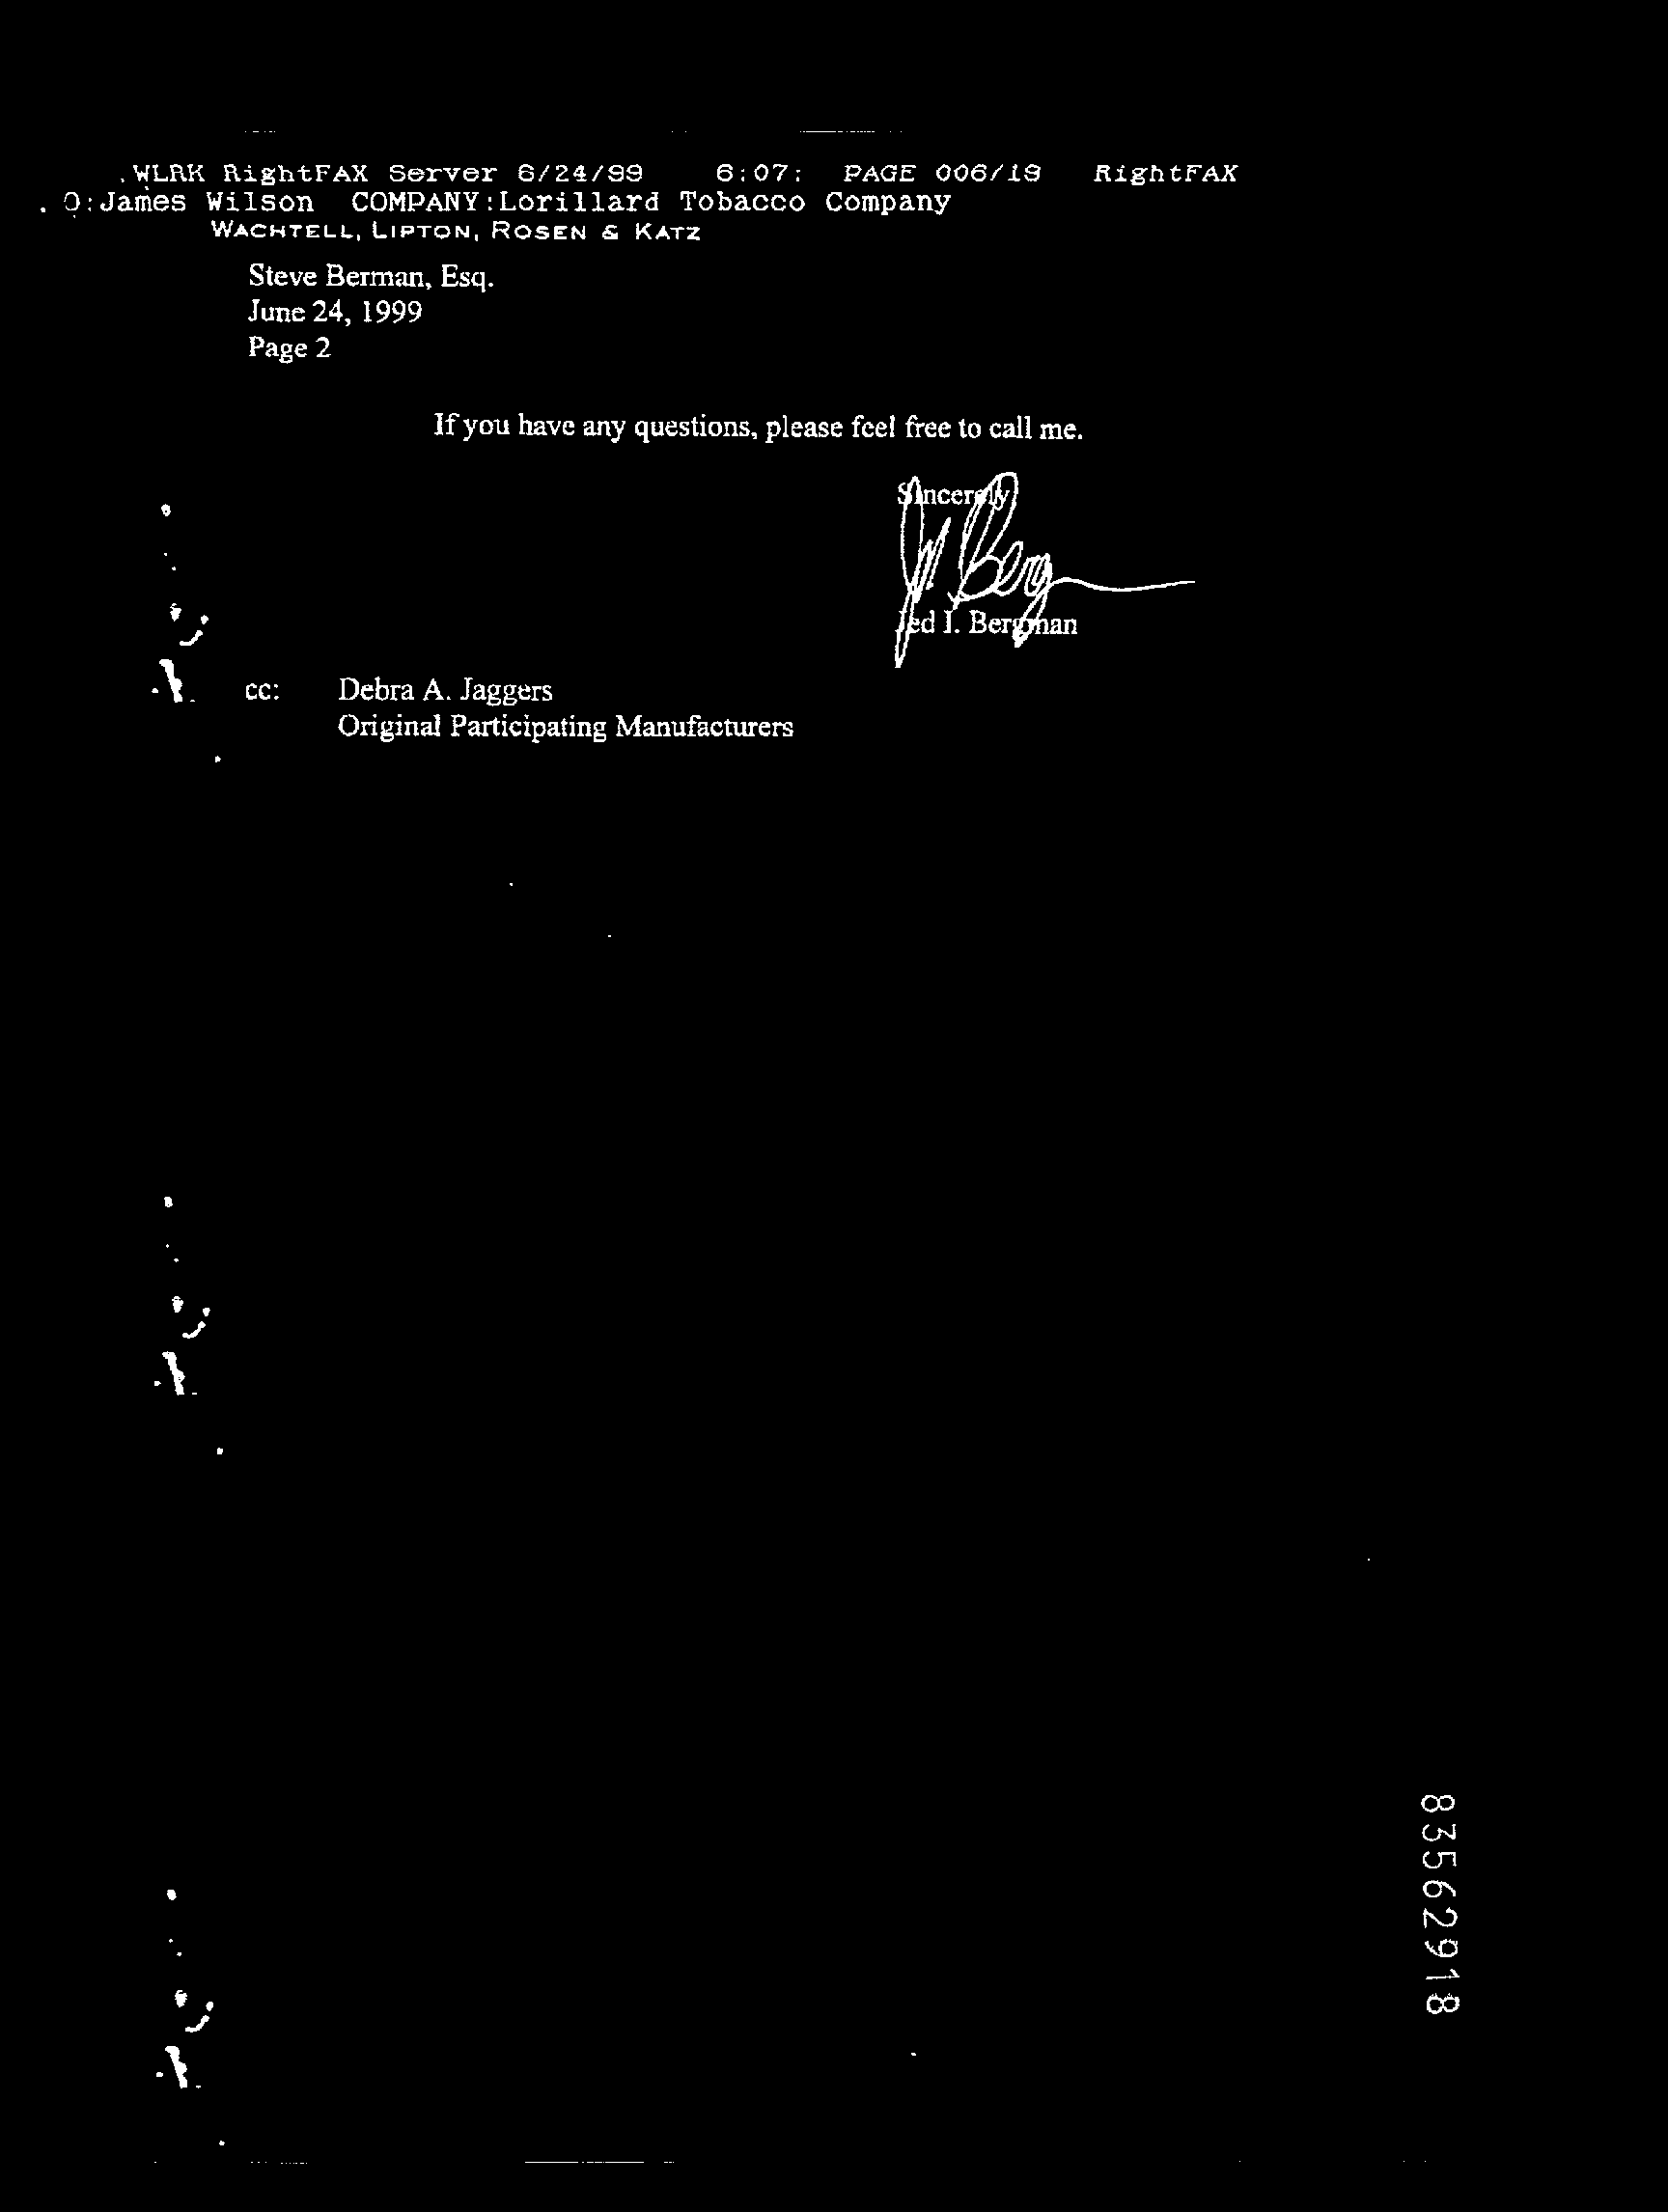 WLRK RightFAX Server 6/24/99 6:07: PAGE 006/19 RightFAX
O:James Wilson COMPANY:Lorillard Tobacco Company
WACHTELL, LIPTON, ROSEN & KATZ
Steve Berman, Esq.
June 24, 1999
Page 2
If you have any questions, please feel free to call me.
Sincerely
Jed I. Bergman
cc: Debra A. Jaggers
Original Participating Manufacturers
83562918